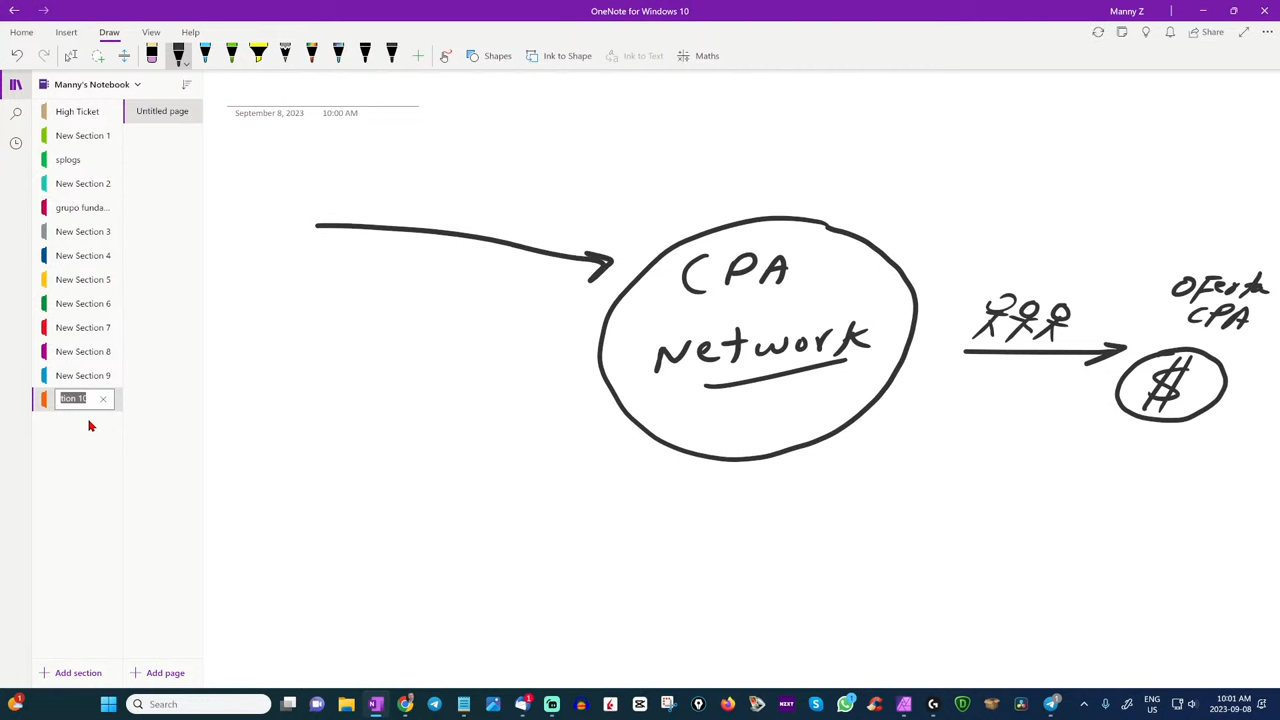 OneNote for Windows 10
Manny Z
Home
Insert
Draw
View
Help
Share
Shapes
Ink to Shape
Ink to Text
Maths
Manny's Notebook
High Ticket
New Section 1
splogs
New Section 2
grupo funda...
New Section 3
New Section 4
New Section 5
New Section 6
New Section 7
New Section 8
New Section 9
tion 10
Add section
Untitled page
Add page
September 8, 2023
10:00 AM
CPA
Network
Oferta
CPA
$
Search
NZXT
ENG
US
10:01 AM
2023-09-08